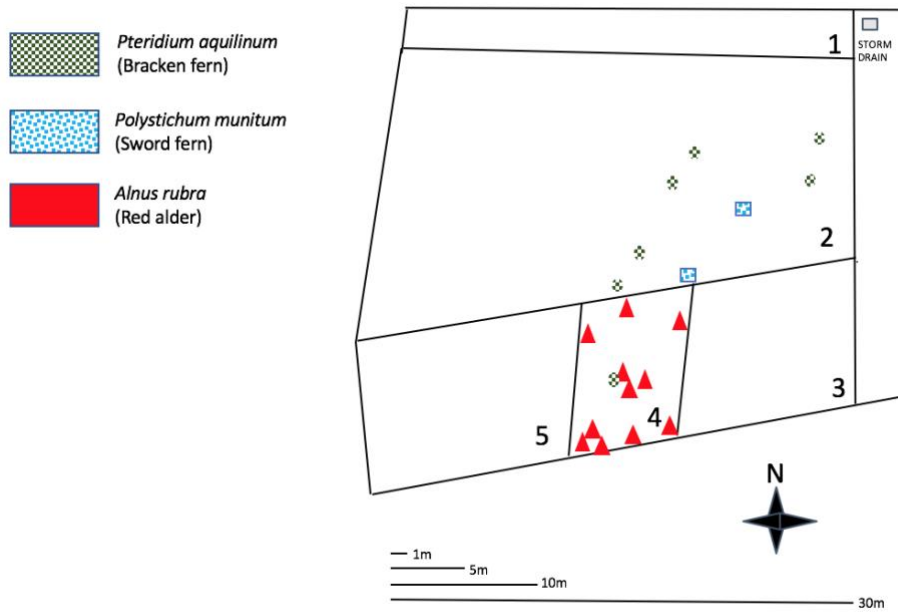 Pteridium aquilinum
(Bracken fern)
Polystichum munitum
(Sword fern)
Alnus rubra
(Red alder)
1
STORM
DRAIN
2
3
4
5
N
1m
5m
10m
30m